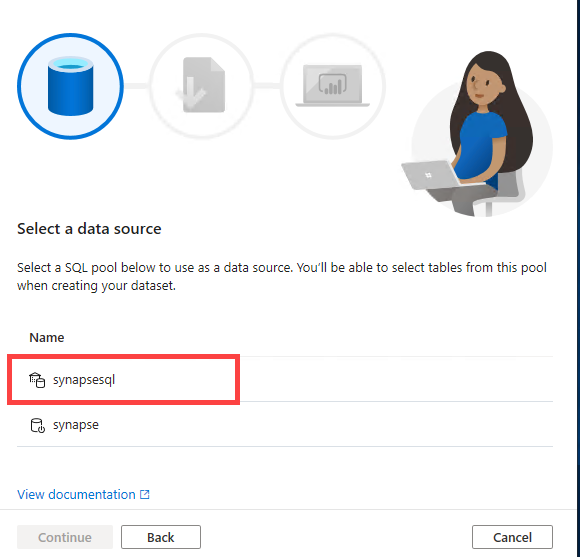 Select a data source
Select a SQL pool below to use as a data source. You'll be able to select tables from this pool
when creating your dataset.
Name
synapsesql
synapse
View documentation
Continue
Back
Cancel